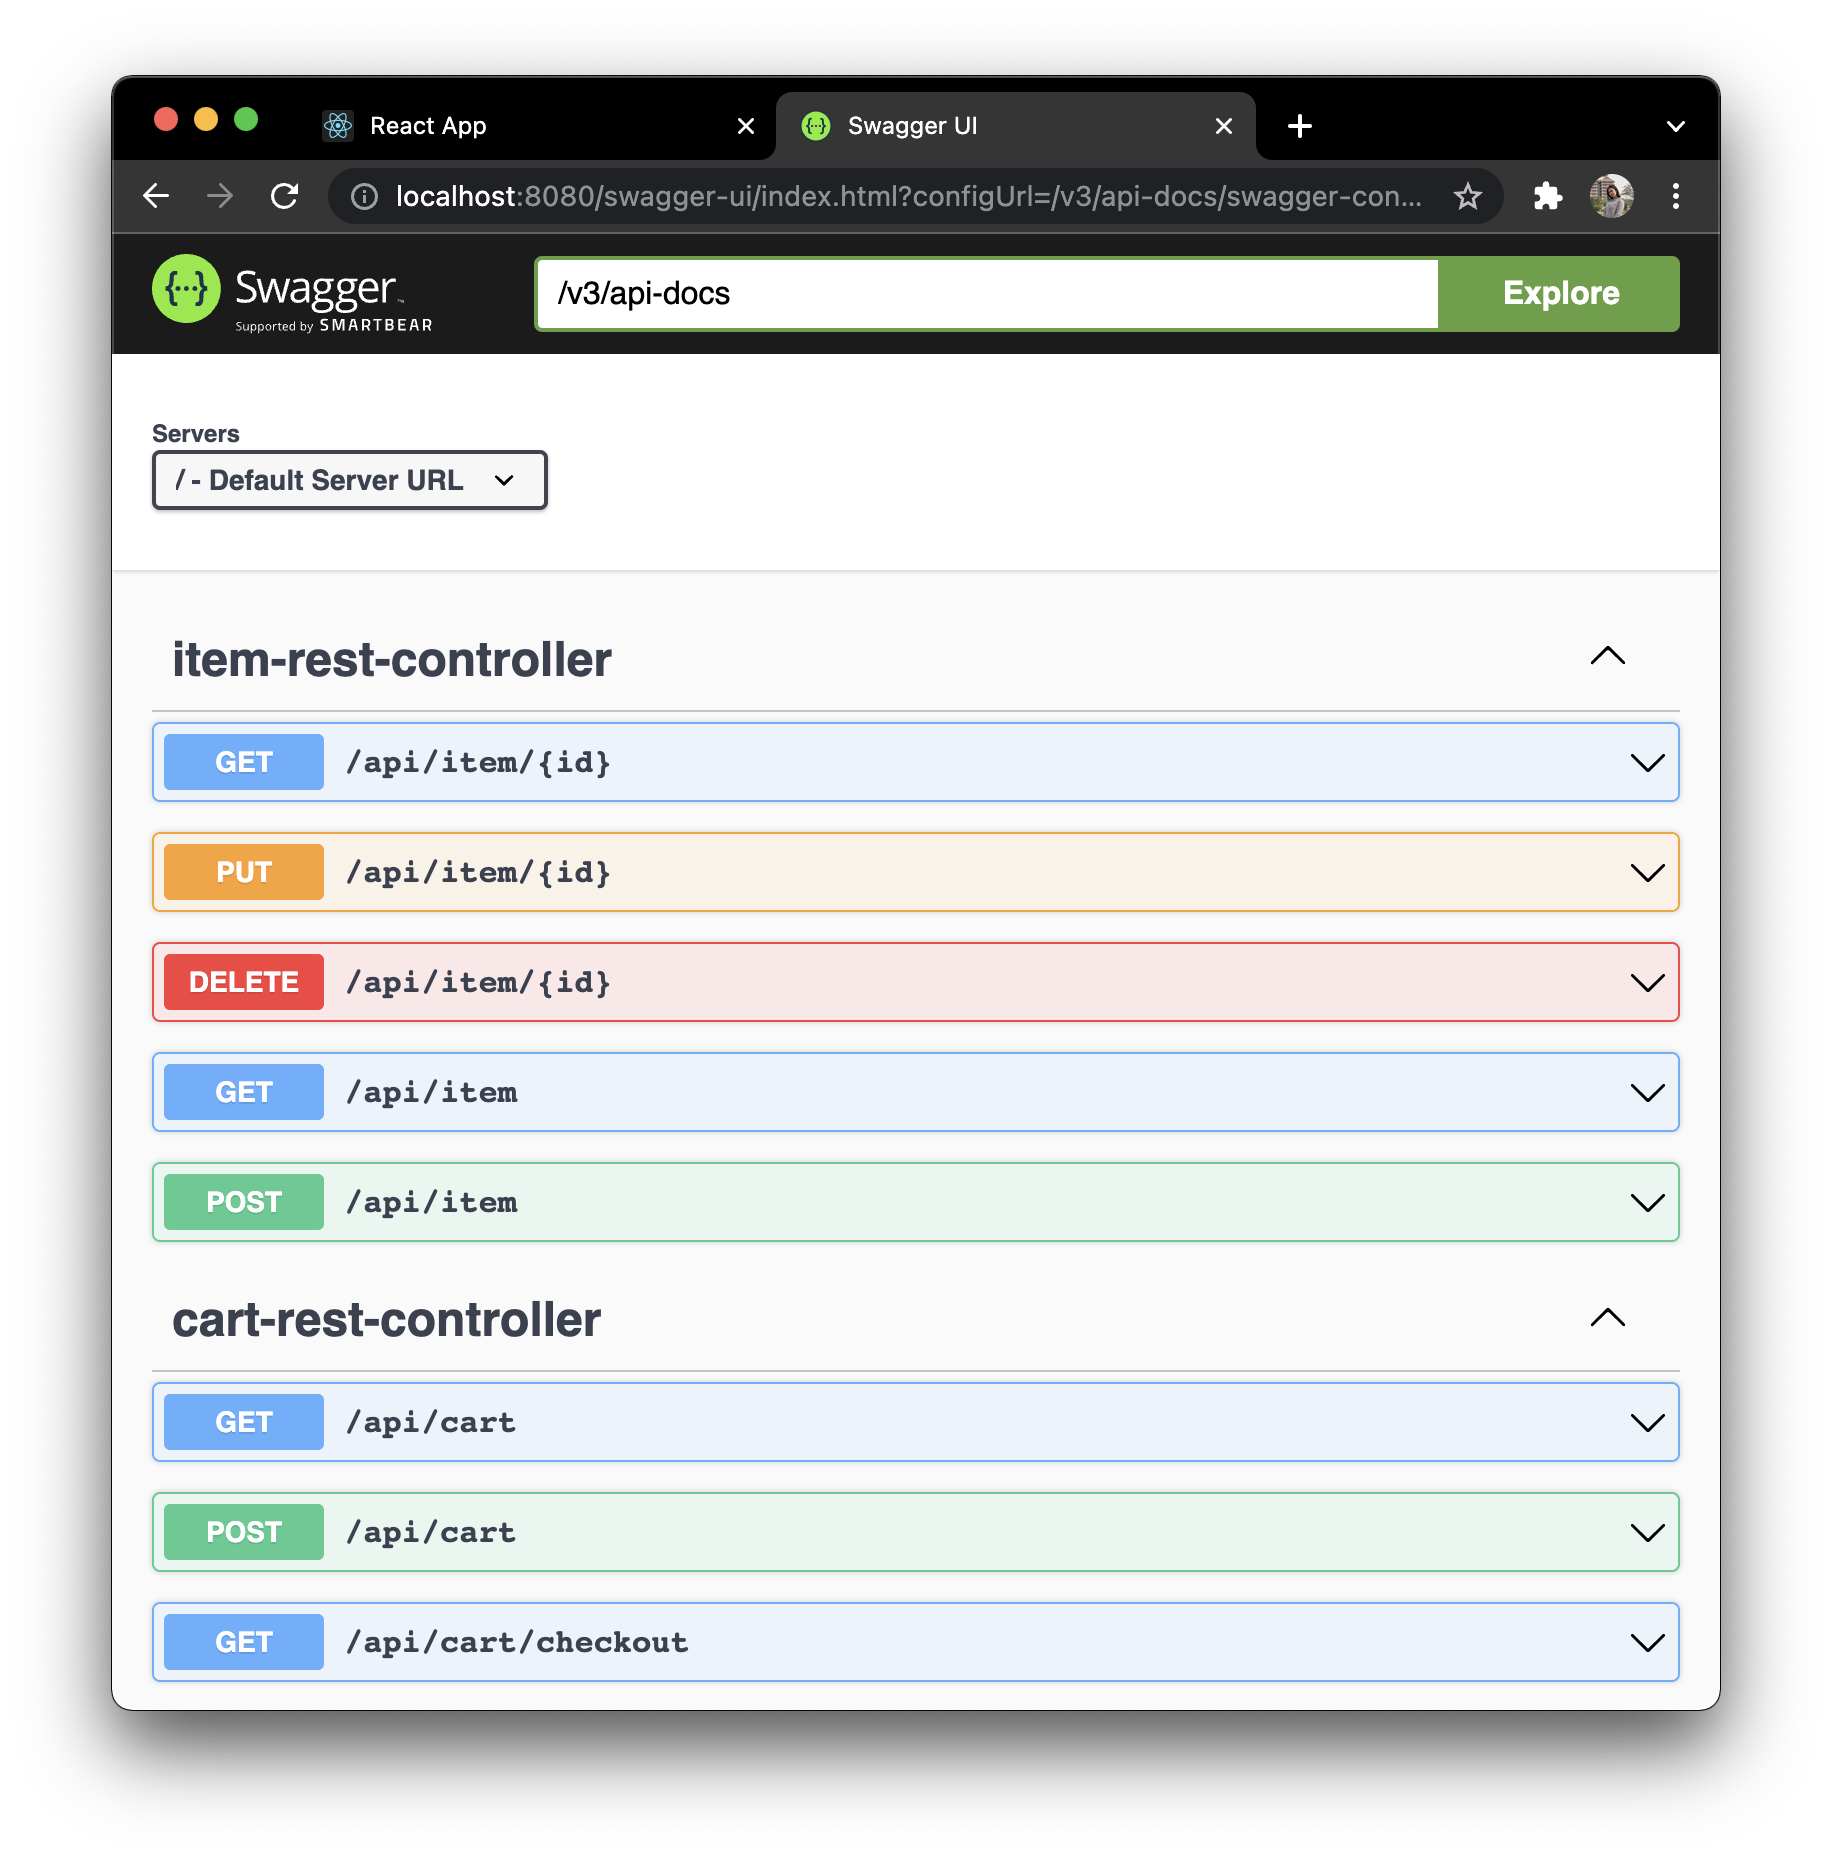 React App
Swagger UI
localhost:8080/swagger-ui/index.html?configUrl=/v3/api-docs/swagger-con...
{...} Swagger™
Supported by SMARTBEAR
/v3/api-docs
Explore
Servers
/ - Default Server URL
item-rest-controller
GET /api/item/{id}
PUT /api/item/{id}
DELETE /api/item/{id}
GET /api/item
POST /api/item
cart-rest-controller
GET /api/cart
POST /api/cart
GET /api/cart/checkout